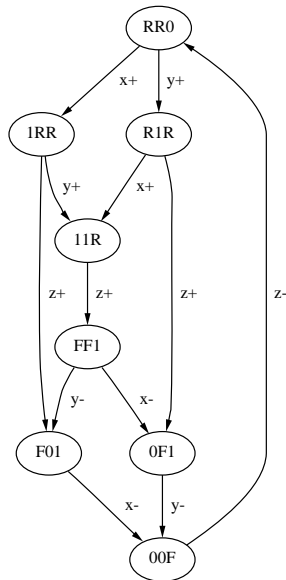 RR0
x+ y+
1RR R1R
y+ x+
11R
z+ z+ z+ z-
FF1
y- x-
F01 0F1
x- y-
00F